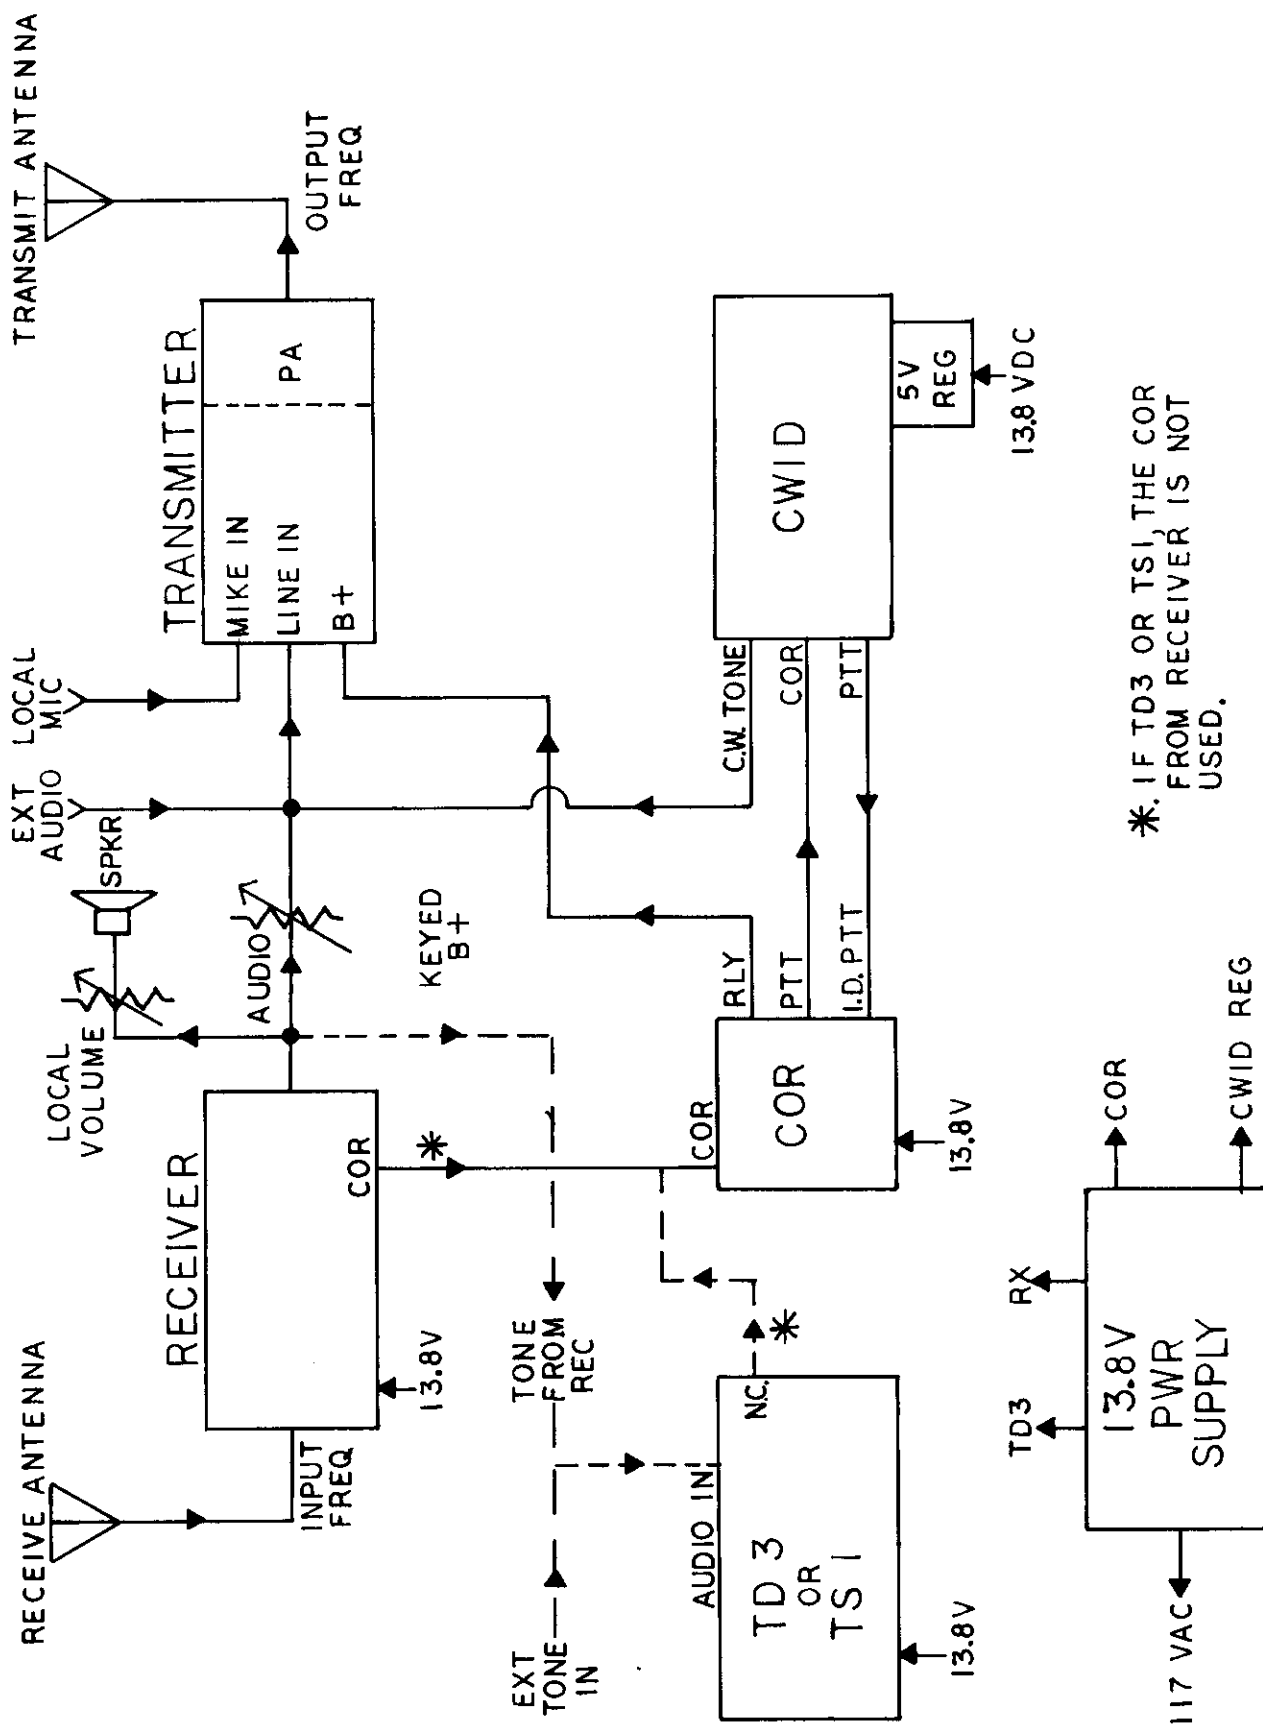 RECEIVE ANTENNA
INPUT
FREQ
RECEIVER
COR
13.8V
LOCAL
VOLUME
SPKR
AUDIO
EXT
AUDIO
LOCAL
MIC
TRANSMITTER
MIKE IN
LINE IN
B+
PA
TRANSMIT ANTENNA
OUTPUT
FREQ
KEYED
B+
*
EXT
TONE
IN
TONE
FROM
REC
AUDIO IN
N.C.
*
TD 3
OR
TS 1
13.8V
COR
COR
RLY
PTT
I.D. PTT
13.8V
C.W. TONE
COR
PTT
CWID
5V
REG
13.8 VDC
117 VAC
13.8V
PWR
SUPPLY
TD3
RX
COR
CWID REG
*. IF TD3 OR TS1, THE COR
FROM RECEIVER IS NOT
USED.